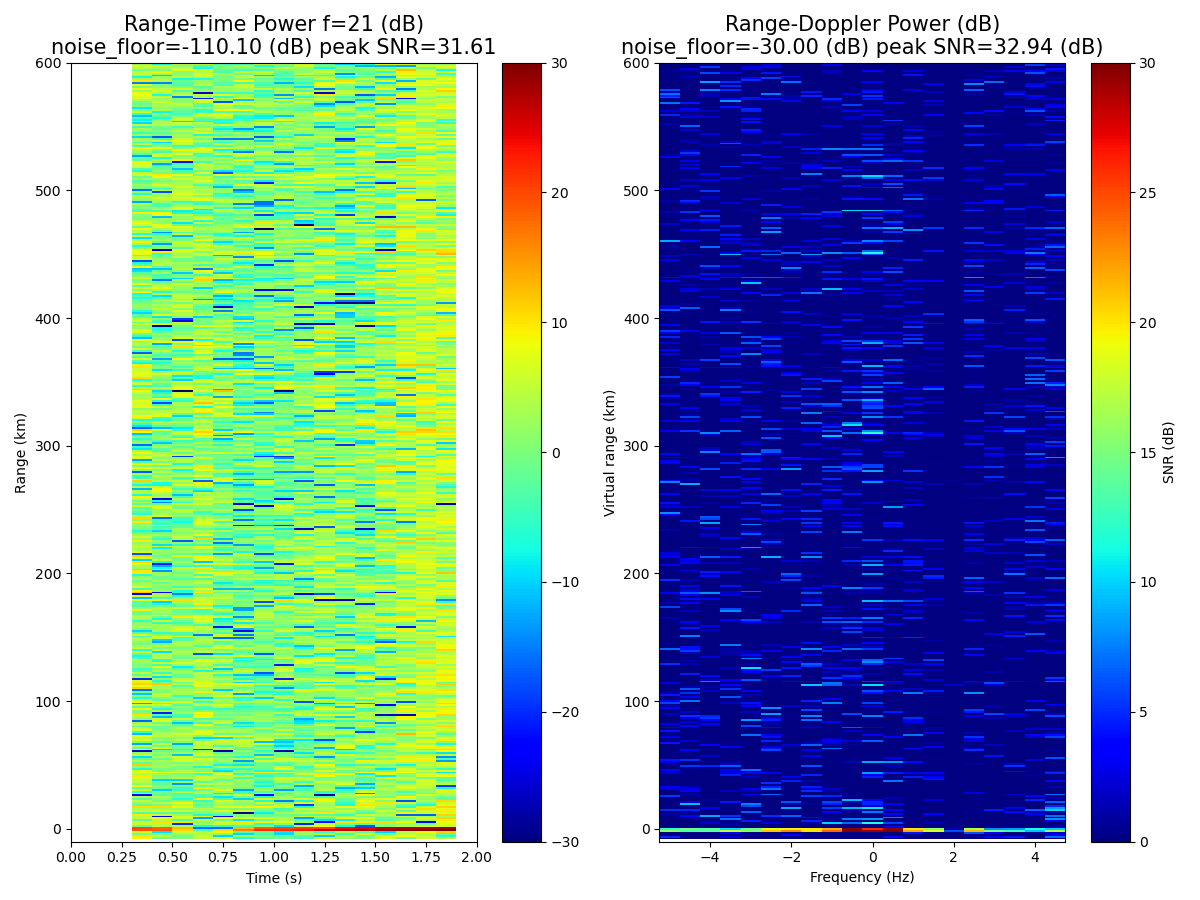 Range-Time Power f=21 (dB)
noise_floor=-110.10 (dB) peak SNR=31.61
600
500
400
300
200
100
0
Range (km)
0.00 0.25 0.50 0.75 1.00 1.25 1.50 1.75 2.00
Time (s)
30
20
10
0
−10
−20
−30
Range-Doppler Power (dB)
noise_floor=-30.00 (dB) peak SNR=32.94 (dB)
600
500
400
300
200
100
0
Virtual range (km)
−4 −2 0 2 4
Frequency (Hz)
30
25
20
15
10
5
0
SNR (dB)